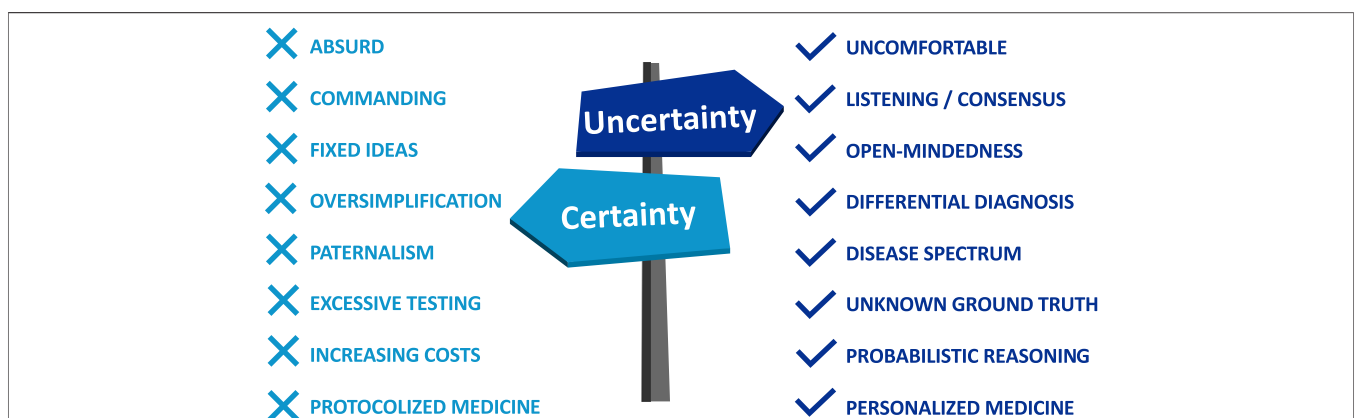 ABSURD
COMMANDING
FIXED IDEAS
OVERSIMPLIFICATION
PATERNALISM
EXCESSIVE TESTING
INCREASING COSTS
PROTOCOLIZED MEDICINE
Uncertainty
Certainty
UNCOMFORTABLE
LISTENING / CONSENSUS
OPEN-MINDEDNESS
DIFFERENTIAL DIAGNOSIS
DISEASE SPECTRUM
UNKNOWN GROUND TRUTH
PROBABILISTIC REASONING
PERSONALIZED MEDICINE